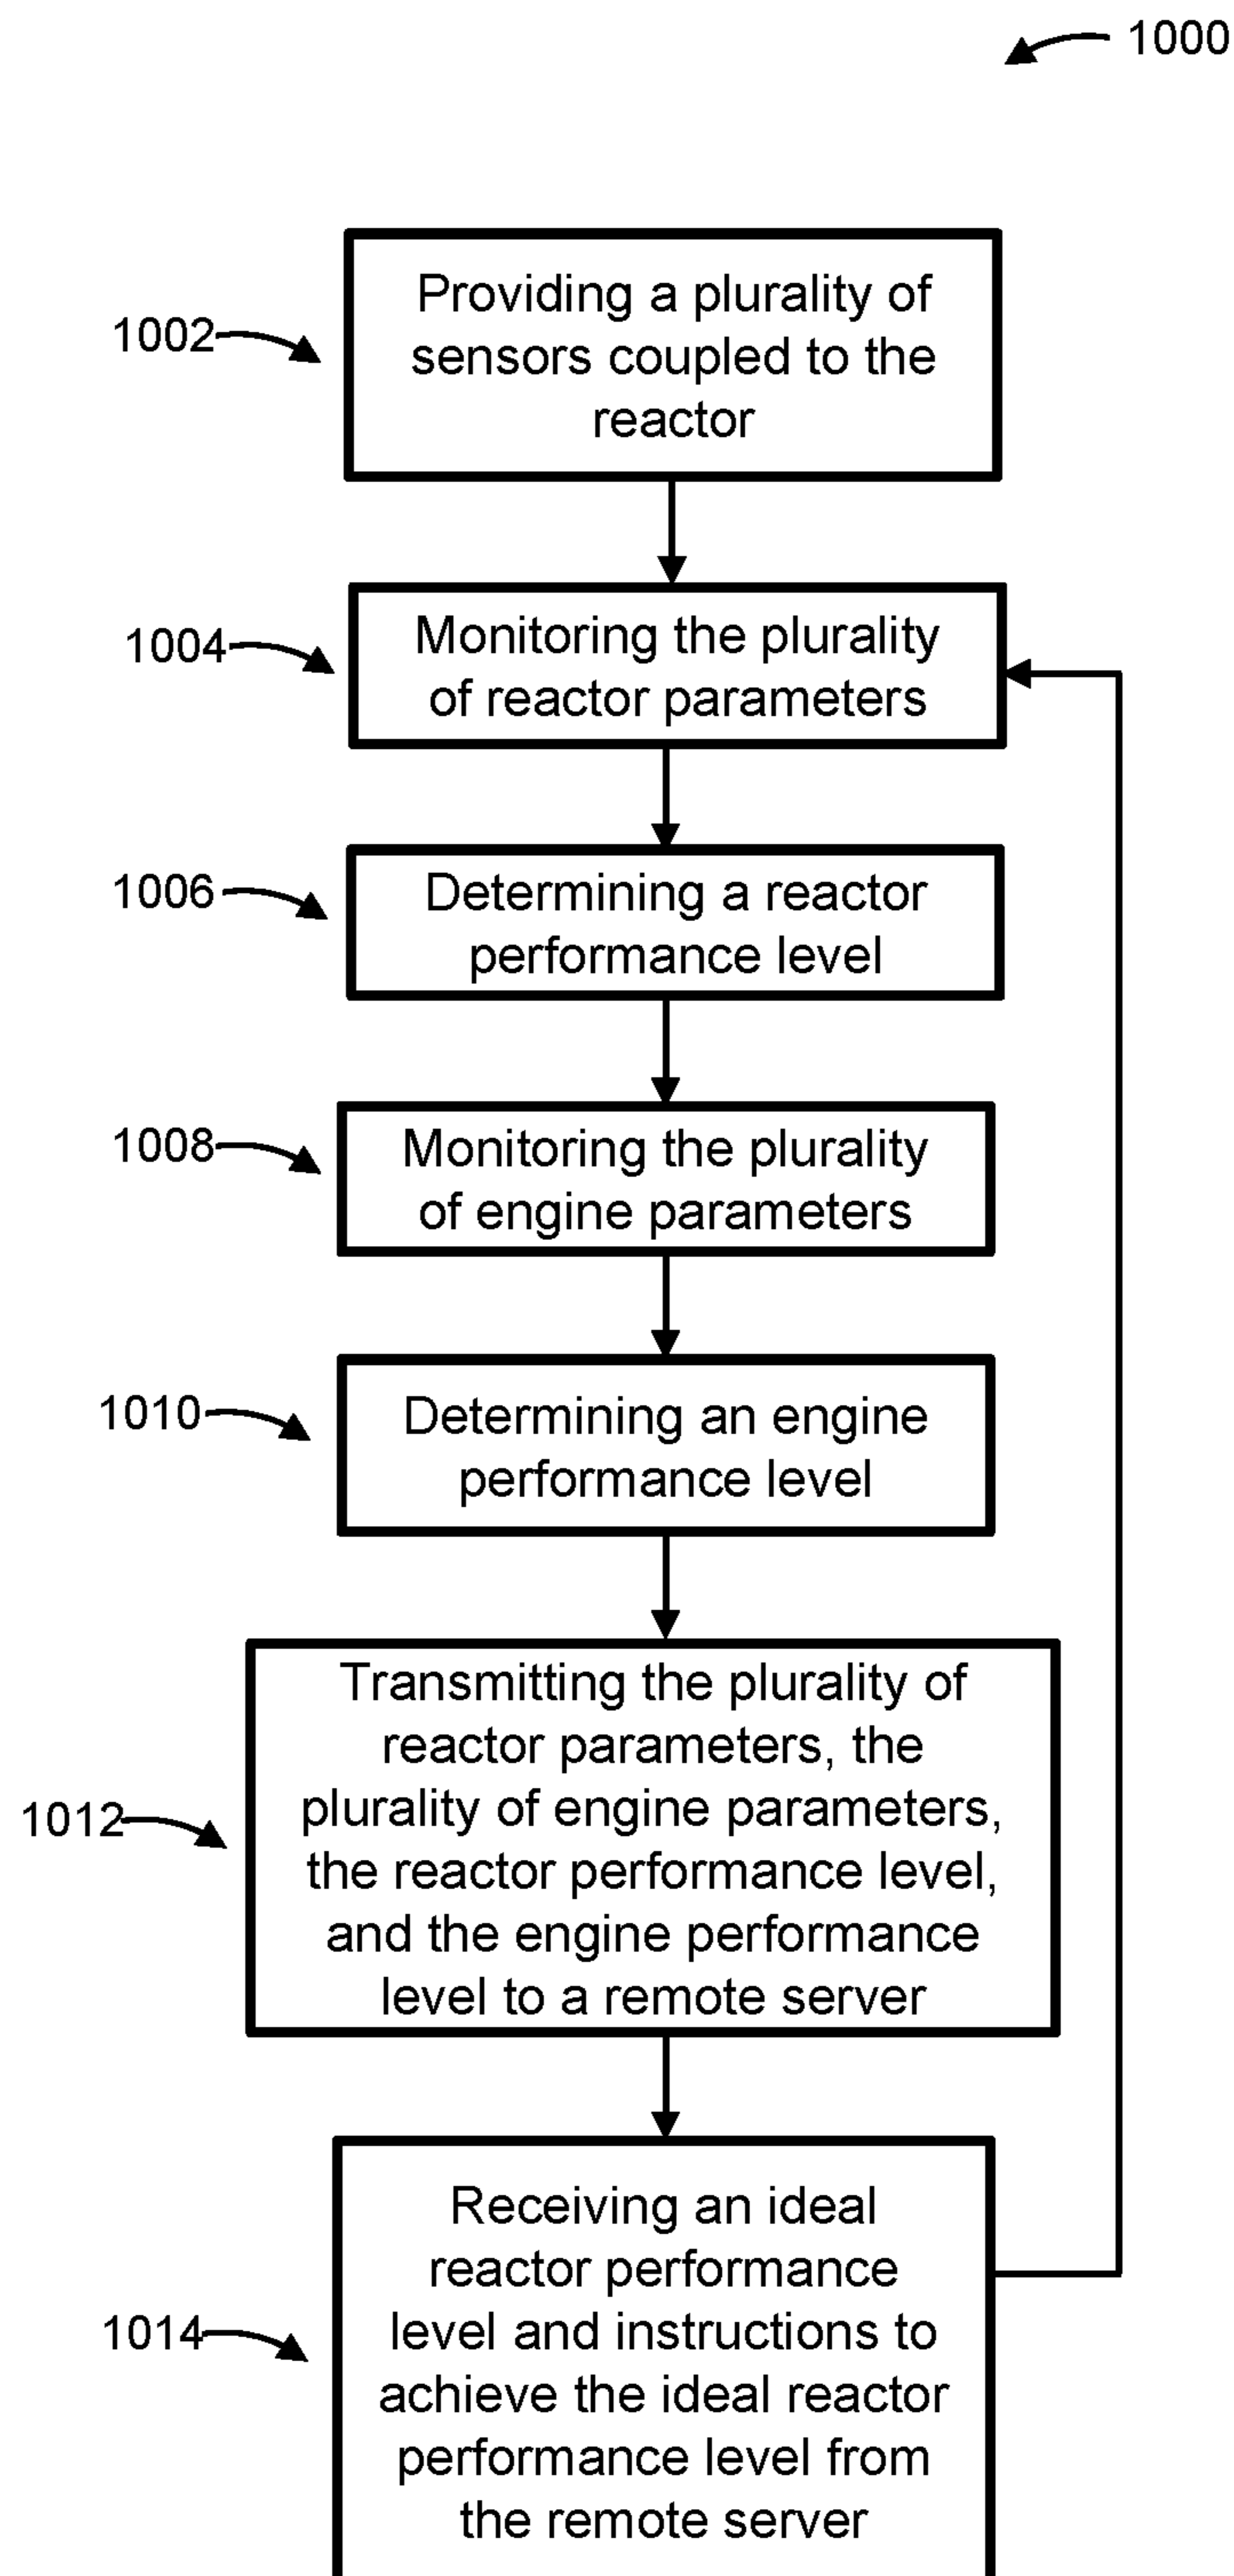 1000
1002
Providing a plurality of
sensors coupled to the
reactor
1004
Monitoring the plurality
of reactor parameters
1006
Determining a reactor
performance level
1008
Monitoring the plurality
of engine parameters
1010
Determining an engine
performance level
1012
Transmitting the plurality of
reactor parameters, the
plurality of engine parameters,
the reactor performance level,
and the engine performance
level to a remote server
1014
Receiving an ideal
reactor performance
level and instructions to
achieve the ideal reactor
performance level from
the remote server